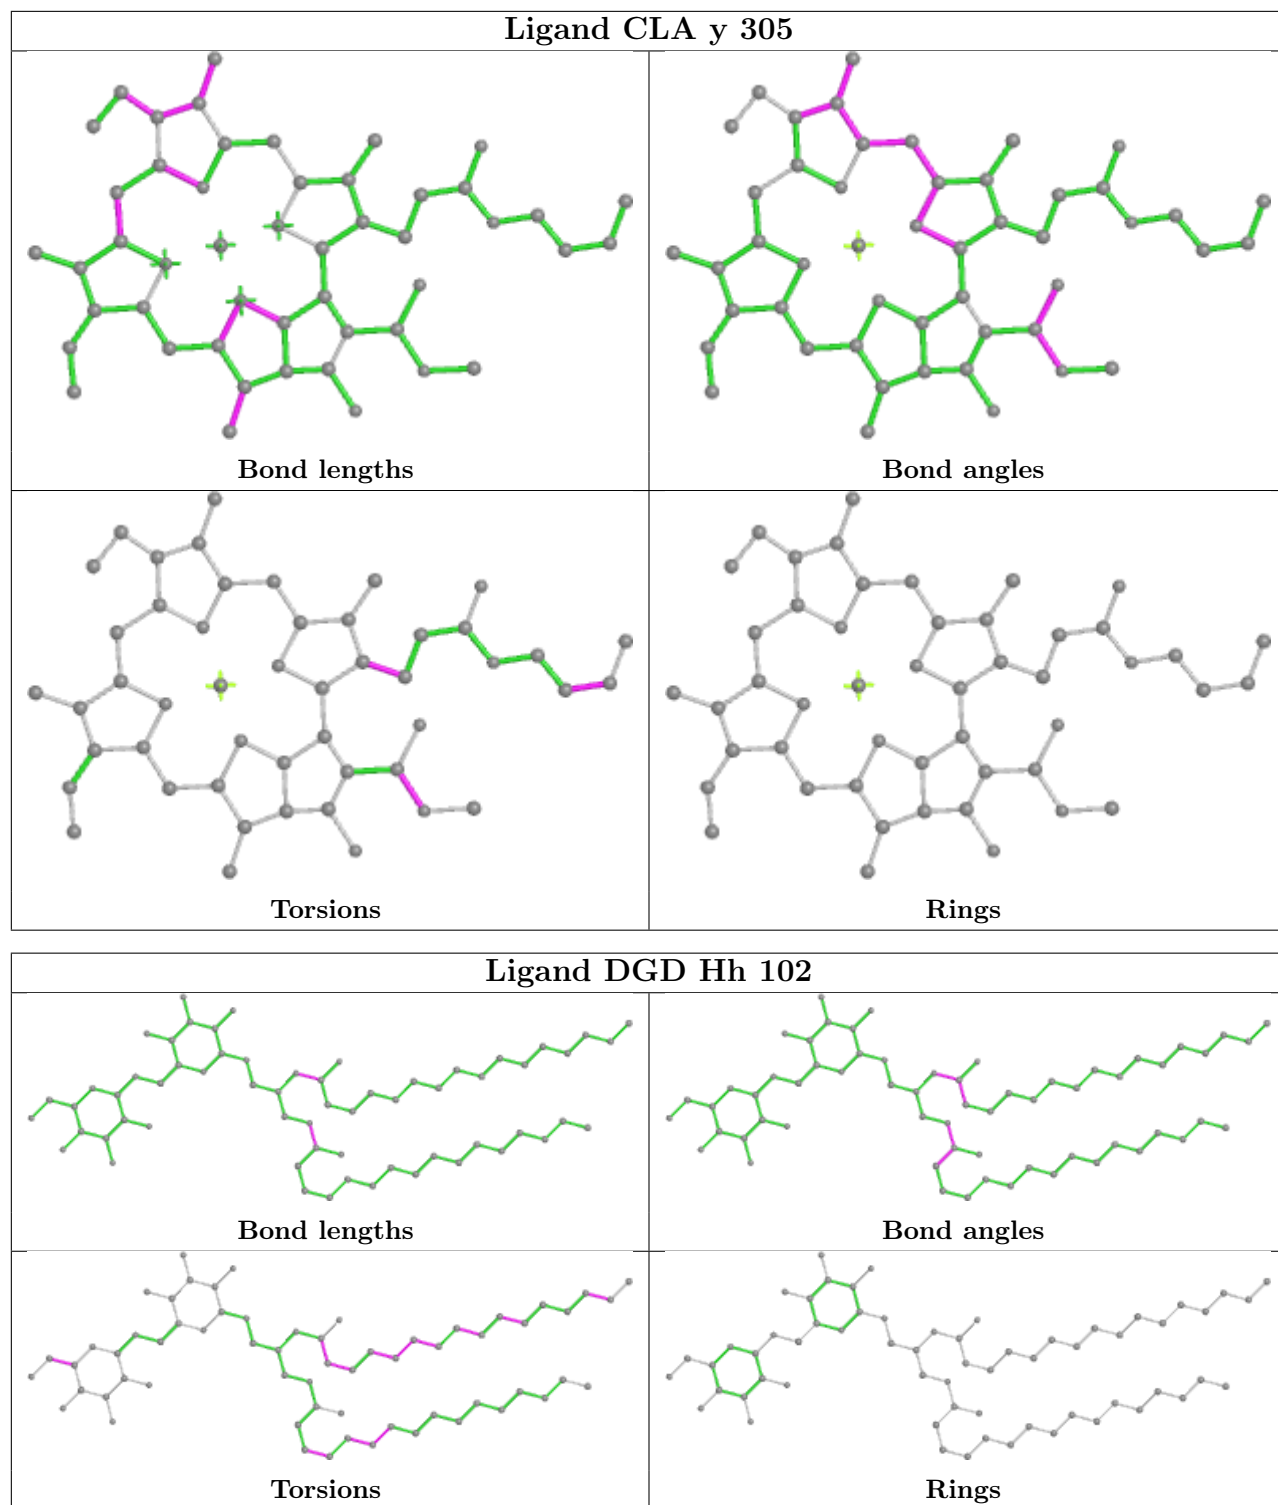 Ligand CLA y 305
Bond lengths
Bond angles
Torsions
Rings
Ligand DGD Hh 102
Bond lengths
Bond angles
Torsions
Rings